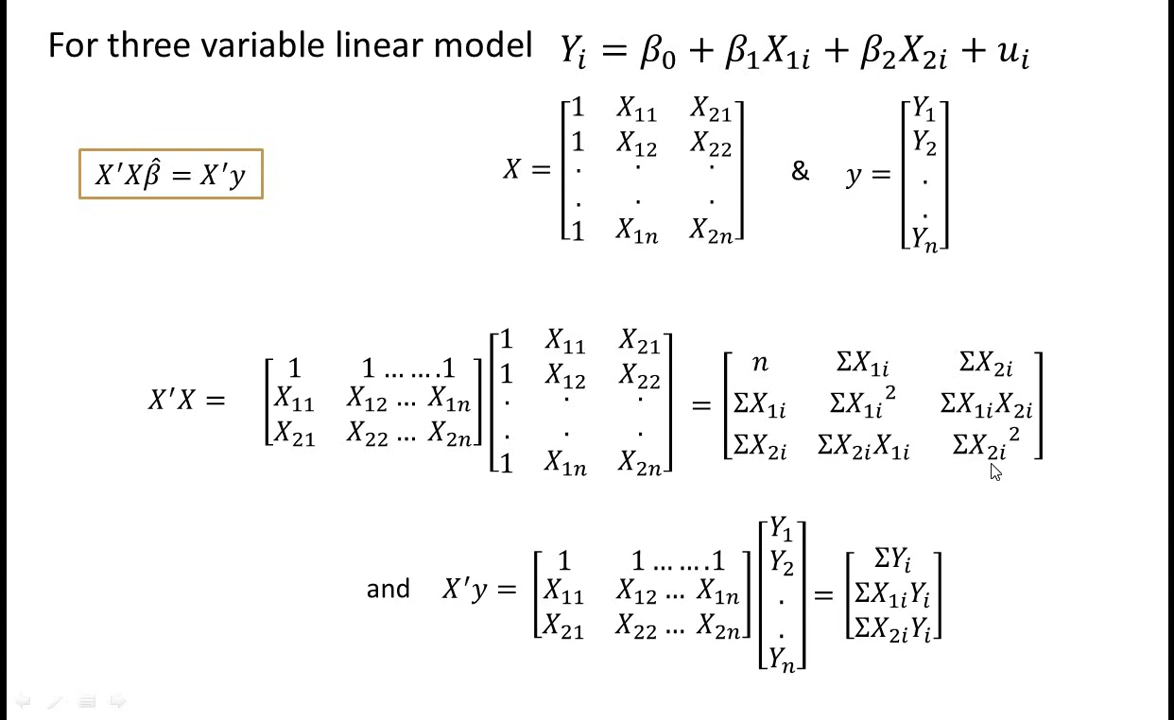 For three variable linear model Yᵢ = β₀ + β₁X₁ᵢ + β₂X₂ᵢ + uᵢ
X'Xβ̂ = X'y
X = [1 X₁₁ X₂₁
1 X₁₂ X₂₂
. . .
. . .
1 X₁ₙ X₂ₙ]
& y = [Y₁
Y₂
.
.
Yₙ]
X'X = [1 1 ... ... .1
X₁₁ X₁₂ ... X₁ₙ
X₂₁ X₂₂ ... X₂ₙ]
[1 X₁₁ X₂₁
1 X₁₂ X₂₂
. . .
. . .
1 X₁ₙ X₂ₙ]
= [n ΣX₁ᵢ ΣX₂ᵢ
ΣX₁ᵢ ΣX₁ᵢ² ΣX₁ᵢX₂ᵢ
ΣX₂ᵢ ΣX₂ᵢX₁ᵢ ΣX₂ᵢ²]
and X'y = [1 1 ... ... .1
X₁₁ X₁₂ ... X₁ₙ
X₂₁ X₂₂ ... X₂ₙ]
[Y₁
Y₂
.
.
Yₙ]
= [ΣYᵢ
ΣX₁ᵢYᵢ
ΣX₂ᵢYᵢ]